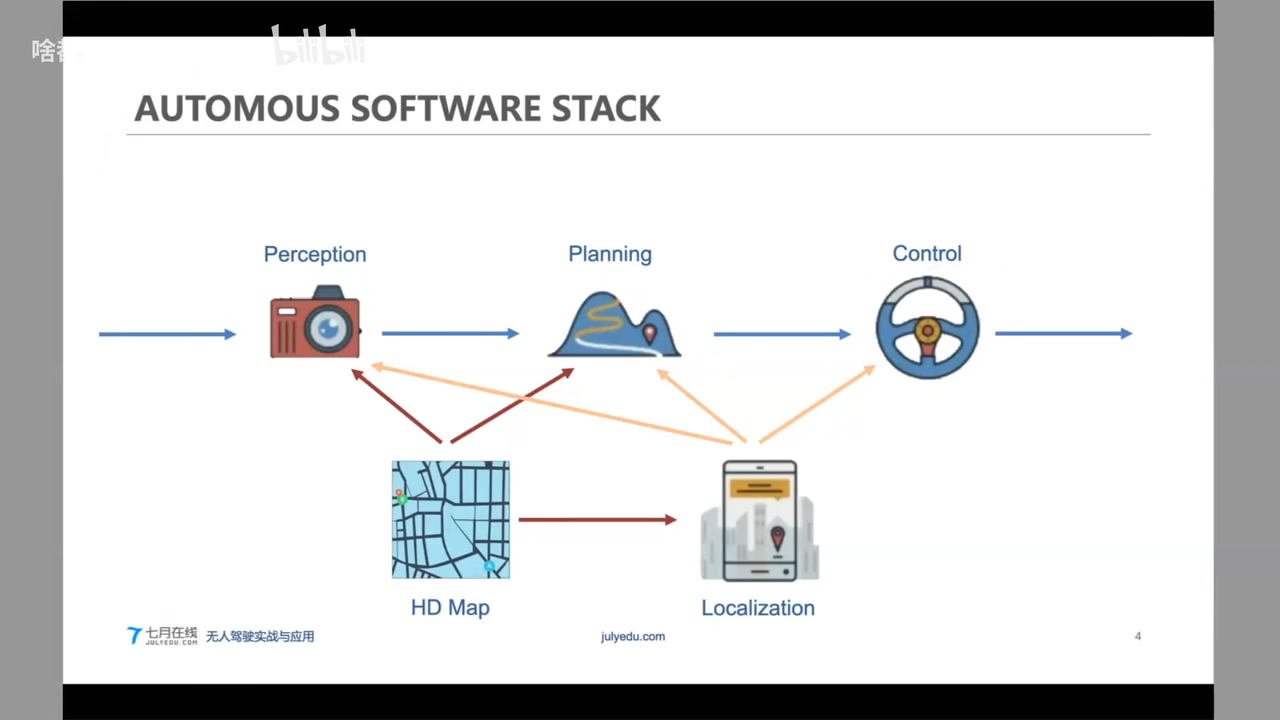 啥都
bilibili
AUTOMOUS SOFTWARE STACK
Perception
Planning
Control
HD Map
Localization
七月在线
JULYEDU.COM
无人驾驶实战与应用
julyedu.com
4